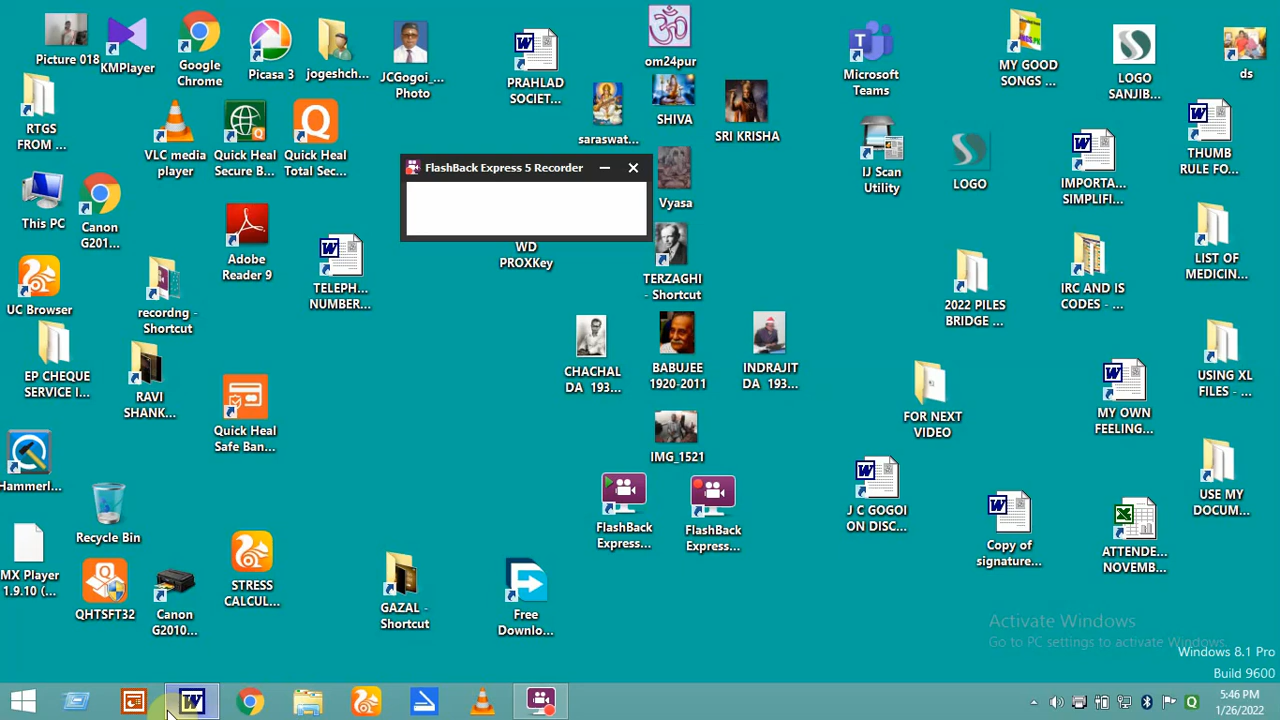 Picture 018
KMPlayer
Google
Chrome
Picasa 3
jogeshch...
JCGogoi_...
Photo
PRAHLAD
SOCIET...
om24pur
Microsoft
Teams
MY GOOD
SONGS ...
LOGO
SANJIB...
ds
RTGS
FROM ...
VLC media
player
Quick Heal
Secure B...
Quick Heal
Total Sec...
saraswat...
SHIVA
SRI KRISHA
IJ Scan
Utility
LOGO
IMPORTA...
SIMPLIFI...
THUMB
RULE FO...
FlashBack Express 5 Recorder
This PC
Canon
G201...
Adobe
Reader 9
WD
PROXKey
Vyasa
TERZAGHI
- Shortcut
UC Browser
recordng -
Shortcut
TELEPH...
NUMBER...
2022 PILES
BRIDGE ...
IRC AND IS
CODES - ...
LIST OF
MEDICIN...
EP CHEQUE
SERVICE I...
RAVI
SHANK...
Quick Heal
Safe Ban...
CHACHAL
DA 193...
BABUJEE
1920-2011
INDRAJIT
DA 193...
FOR NEXT
VIDEO
MY OWN
FEELING...
USING XL
FILES - ...
Hammerl...
Recycle Bin
IMG_1521
FlashBack
Express...
FlashBack
Express...
J C GOGOI
ON DISC...
Copy of
signature...
ATTENDE...
NOVEMB...
USE MY
DOCUM...
MX Player
1.9.10 (...
QHTSFT32
Canon
G2010...
STRESS
CALCUL...
GAZAL -
Shortcut
Free
Downlo...
Activate Windows
Go to PC settings to activate Windows.
Windows 8.1 Pro
Build 9600
5:46 PM
1/26/2022